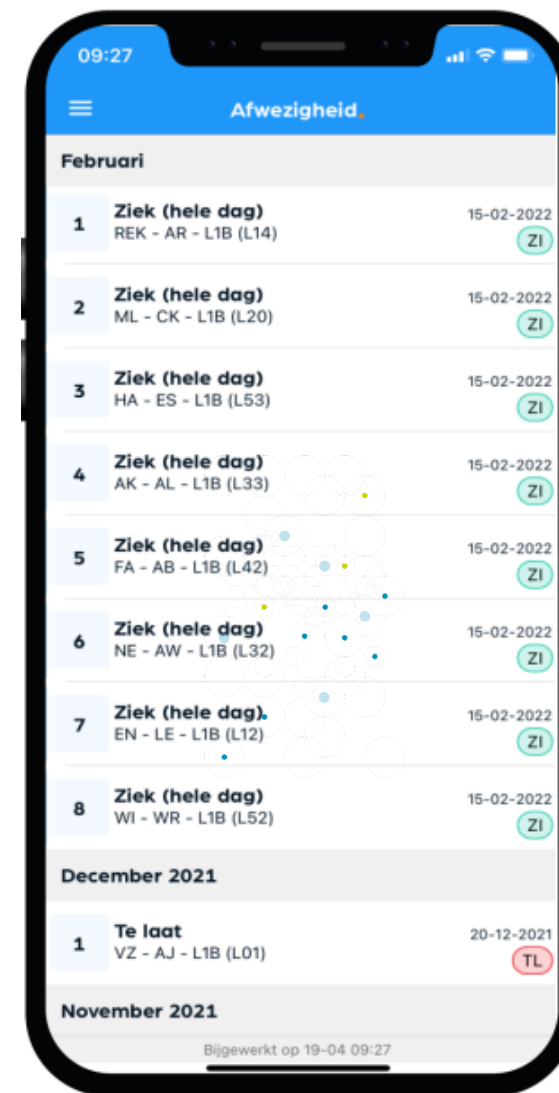 09:27
Afwezigheid.
Februari
1
Ziek (hele dag)
15-02-2022
REK - AR - L1B (L14)
ZI
2
Ziek (hele dag)
15-02-2022
ML - CK - L1B (L20)
ZI
3
Ziek (hele dag)
15-02-2022
HA - ES - L1B (L53)
ZI
4
Ziek (hele dag)
15-02-2022
AK - AL - L1B (L33)
ZI
5
Ziek (hele dag)
15-02-2022
FA - AB - L1B (L42)
ZI
6
Ziek (hele dag)
15-02-2022
NE - AW - L1B (L32)
ZI
7
Ziek (hele dag)
15-02-2022
EN - LE - L1B (L12)
ZI
8
Ziek (hele dag)
15-02-2022
WI - WR - L1B (L52)
ZI
December 2021
1
Te laat
20-12-2021
VZ - AJ - L1B (L01)
TL
November 2021
Bijgewerkt op 19-04 09:27